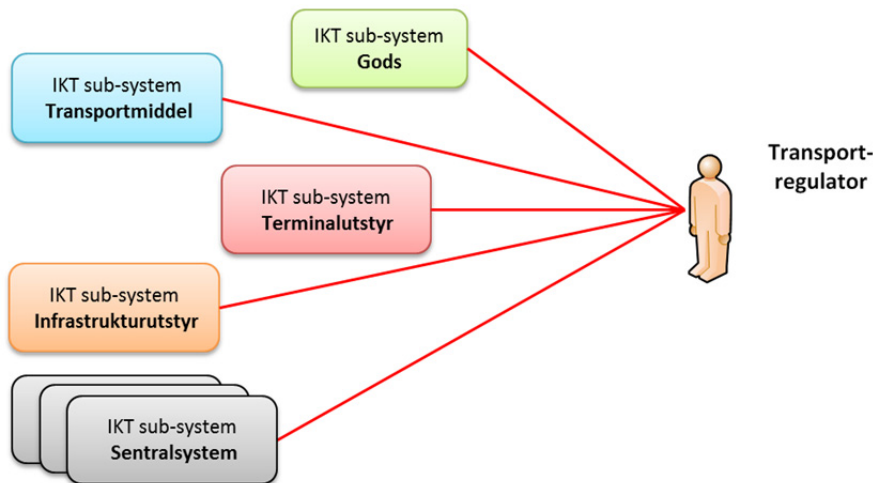 IKT sub-system
Gods
IKT sub-system
Transportmiddel
IKT sub-system
Terminalutstyr
Transport-
regulator
IKT sub-system
Infrastrukturutstyr
IKT sub-system
Sentralsystem